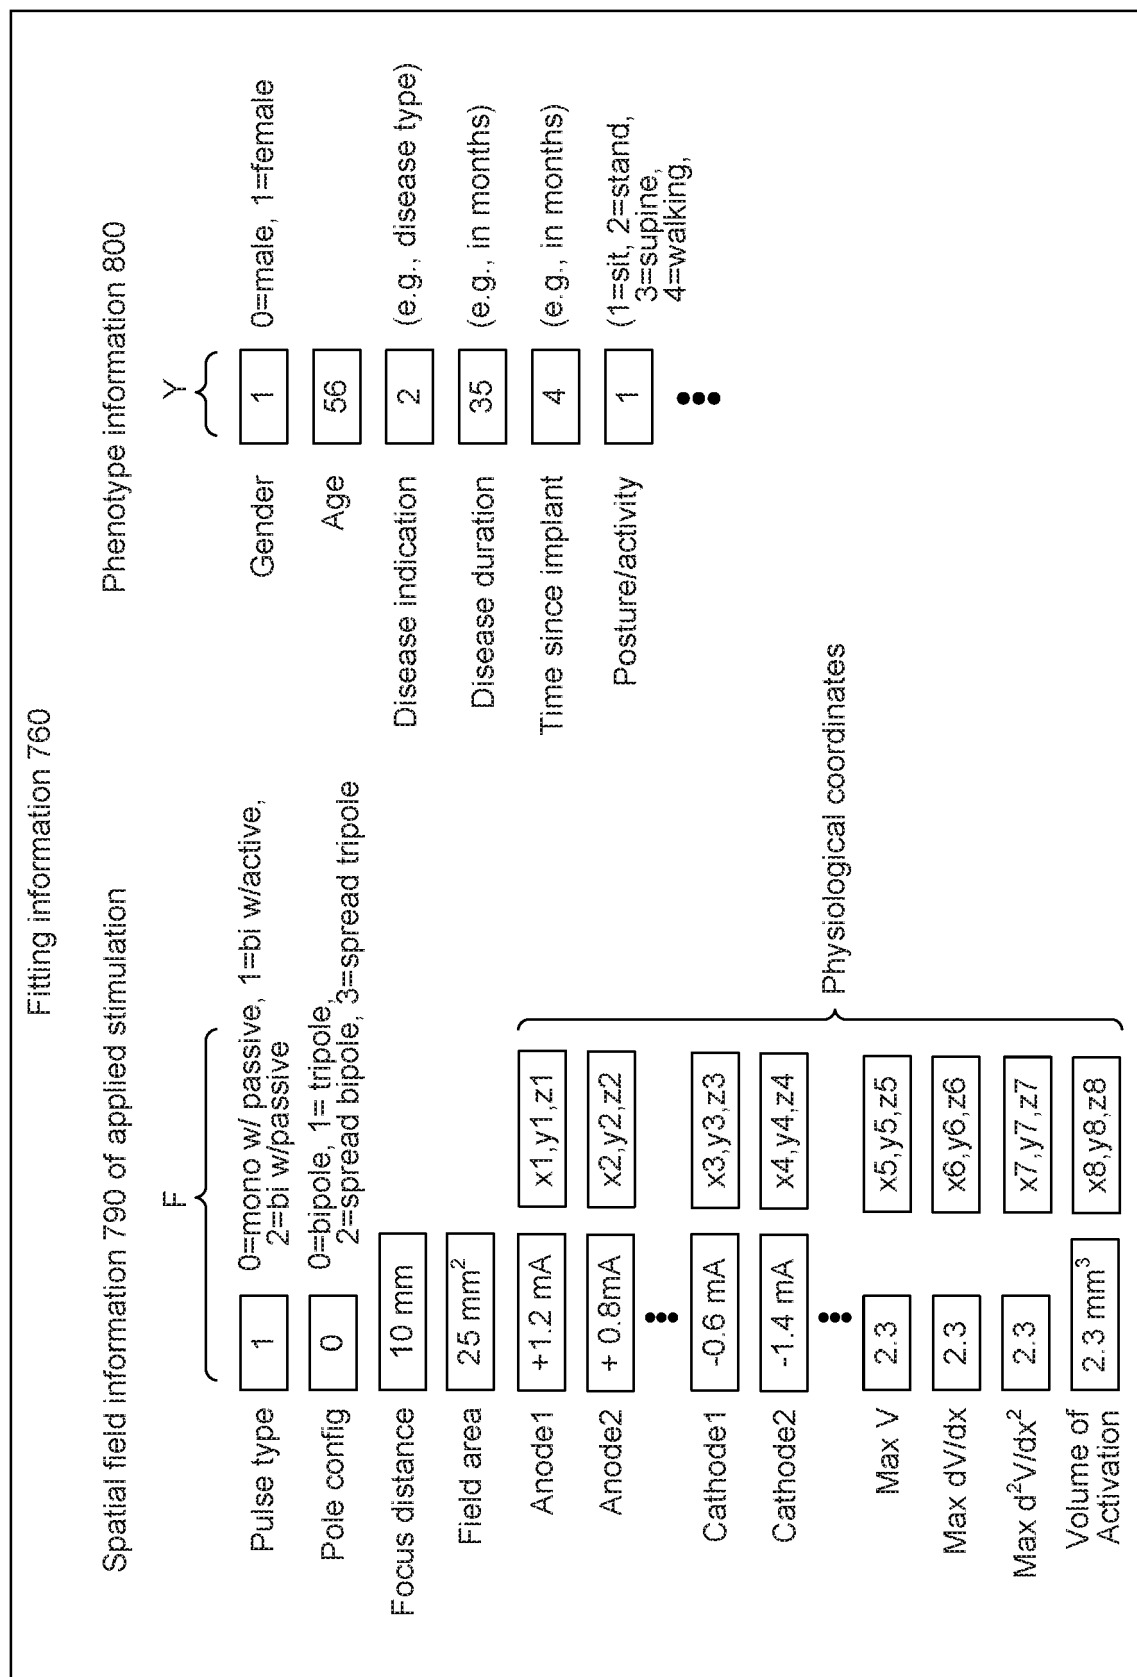 Fitting information 760
Spatial field information 790 of applied stimulation
F
Pulse type 1 0=mono w/ passive, 1=bi w/active,
2=bi w/passive
Pole config 0 0=bipole, 1= tripole,
2=spread bipole, 3=spread tripole
Focus distance 10 mm
Field area 25 mm²
Anode1 +1.2 mA x1,y1,z1
Anode2 + 0.8mA x2,y2,z2
•••
Cathode1 -0.6 mA x3,y3,z3
Cathode2 -1.4 mA x4,y4,z4
•••
Max V 2.3 x5,y5,z5
Max dV/dx 2.3 x6,y6,z6
Max d²V/dx² 2.3 x7,y7,z7
Volume of
Activation 2.3 mm³ x8,y8,z8
Physiological coordinates
Phenotype information 800
Y
Gender 1 0=male, 1=female
Age 56
Disease indication 2 (e.g., disease type)
Disease duration 35 (e.g., in months)
Time since implant 4 (e.g., in months)
Posture/activity 1 (1=sit, 2=stand,
3=supine,
4=walking,
•••